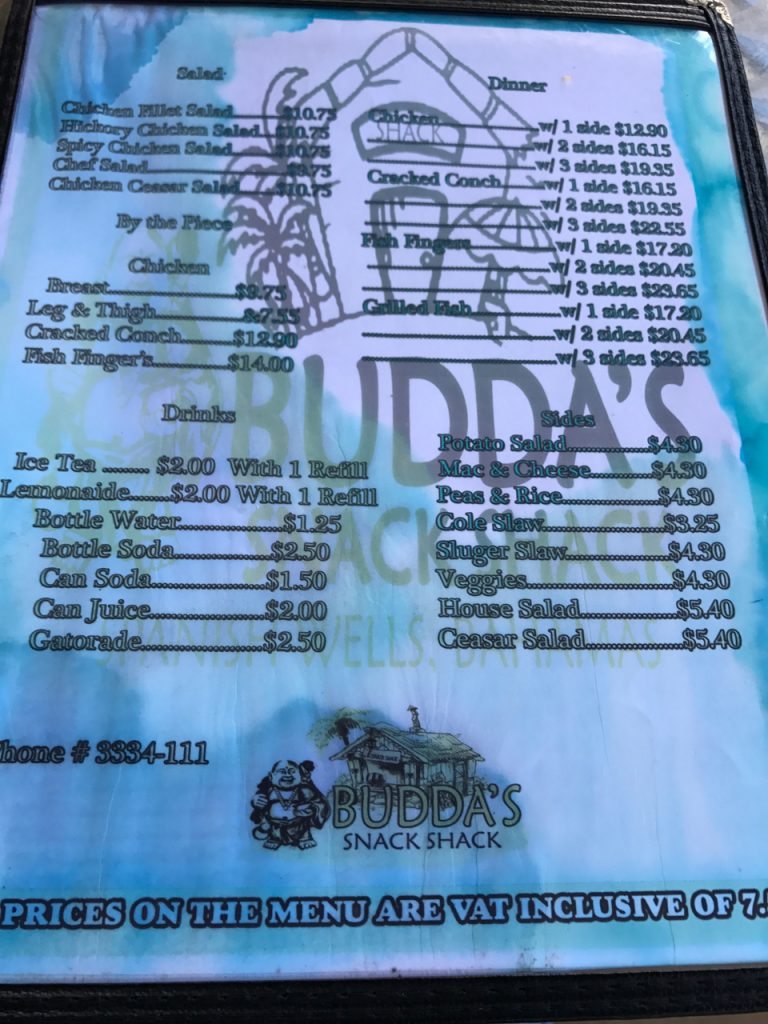 Salad
Chicken Fillet Salad......$10.75
Hickory Chicken Salad...$10.75
Spicy Chicken Salad......$10.75
Chef Salad..................$9.75
Chicken Ceasar Salad....$10.75
By the Piece
Chicken
Breast.....................$9.75
Leg & Thigh..............&7.55
Cracked Conch.........$12.90
Fish Finger's.............$14.00
Drinks
Ice Tea ........ $2.00 With 1 Refill
Lemonaide.......$2.00 With 1 Refill
Bottle Water..................$1.25
Bottle Soda.................$2.50
Can Soda....................$1.50
Can Juice....................$2.00
Gatorade.....................$2.50
Dinner
Chicken....................w/ 1 side $12.90
..............................w/ 2 sides $16.15
..............................w/ 3 sides $19.35
Cracked Conch........w/ 1 side $16.15
..............................w/ 2 sides $19.35
..............................w/ 3 sides $22.55
Fish Fingers..............w/ 1 side $17.20
..............................w/ 2 sides $20.45
..............................w/ 3 sides $23.65
Grilled Fish..............w/ 1 side $17.20
..............................w/ 2 sides $20.45
..............................w/ 3 sides $23.65
Sides
Potato Salad..............$4.30
Mac & Cheese...........$4.30
Peas & Rice................$4.30
Cole Slaw...................$3.25
Sluger Slaw................$4.30
Veggies.......................$4.30
House Salad................$5.40
Ceasar Salad................$5.40
SHACK
BUDDA'S
SNACK SHACK
SPANISH WELLS, BAHAMAS
hone # 3334-111
BUDDA'S
SNACK SHACK
PRICES ON THE MENU ARE VAT INCLUSIVE OF 7.